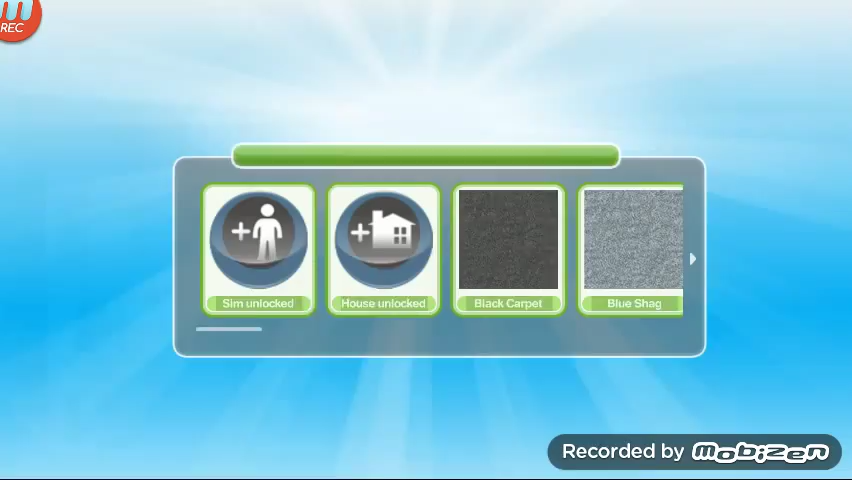 REC
Sim unlocked
House unlocked
Black Carpet
Blue Shag
Recorded by mobizen